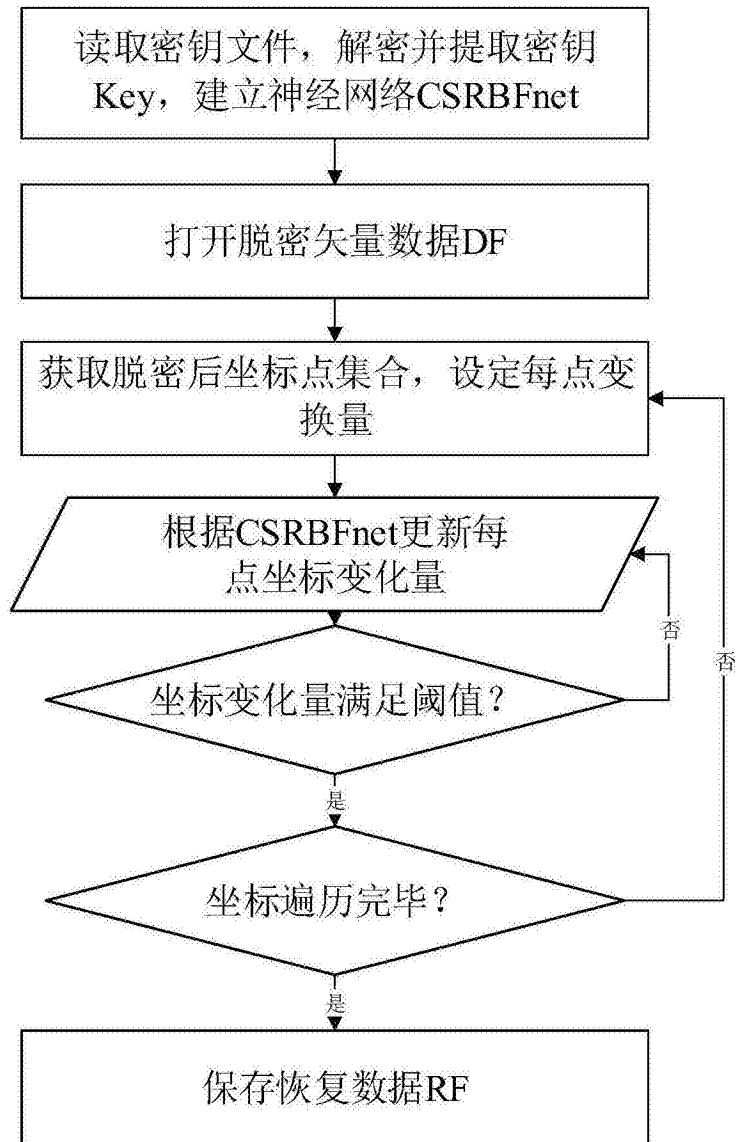 读取密钥文件，解密并提取密钥
Key，建立神经网络CSRBFnet
打开脱密矢量数据DF
获取脱密后坐标点集合，设定每点变
换量
根据CSRBFnet更新每
点坐标变化量
否
否
坐标变化量满足阈值？
是
坐标遍历完毕？
是
保存恢复数据RF